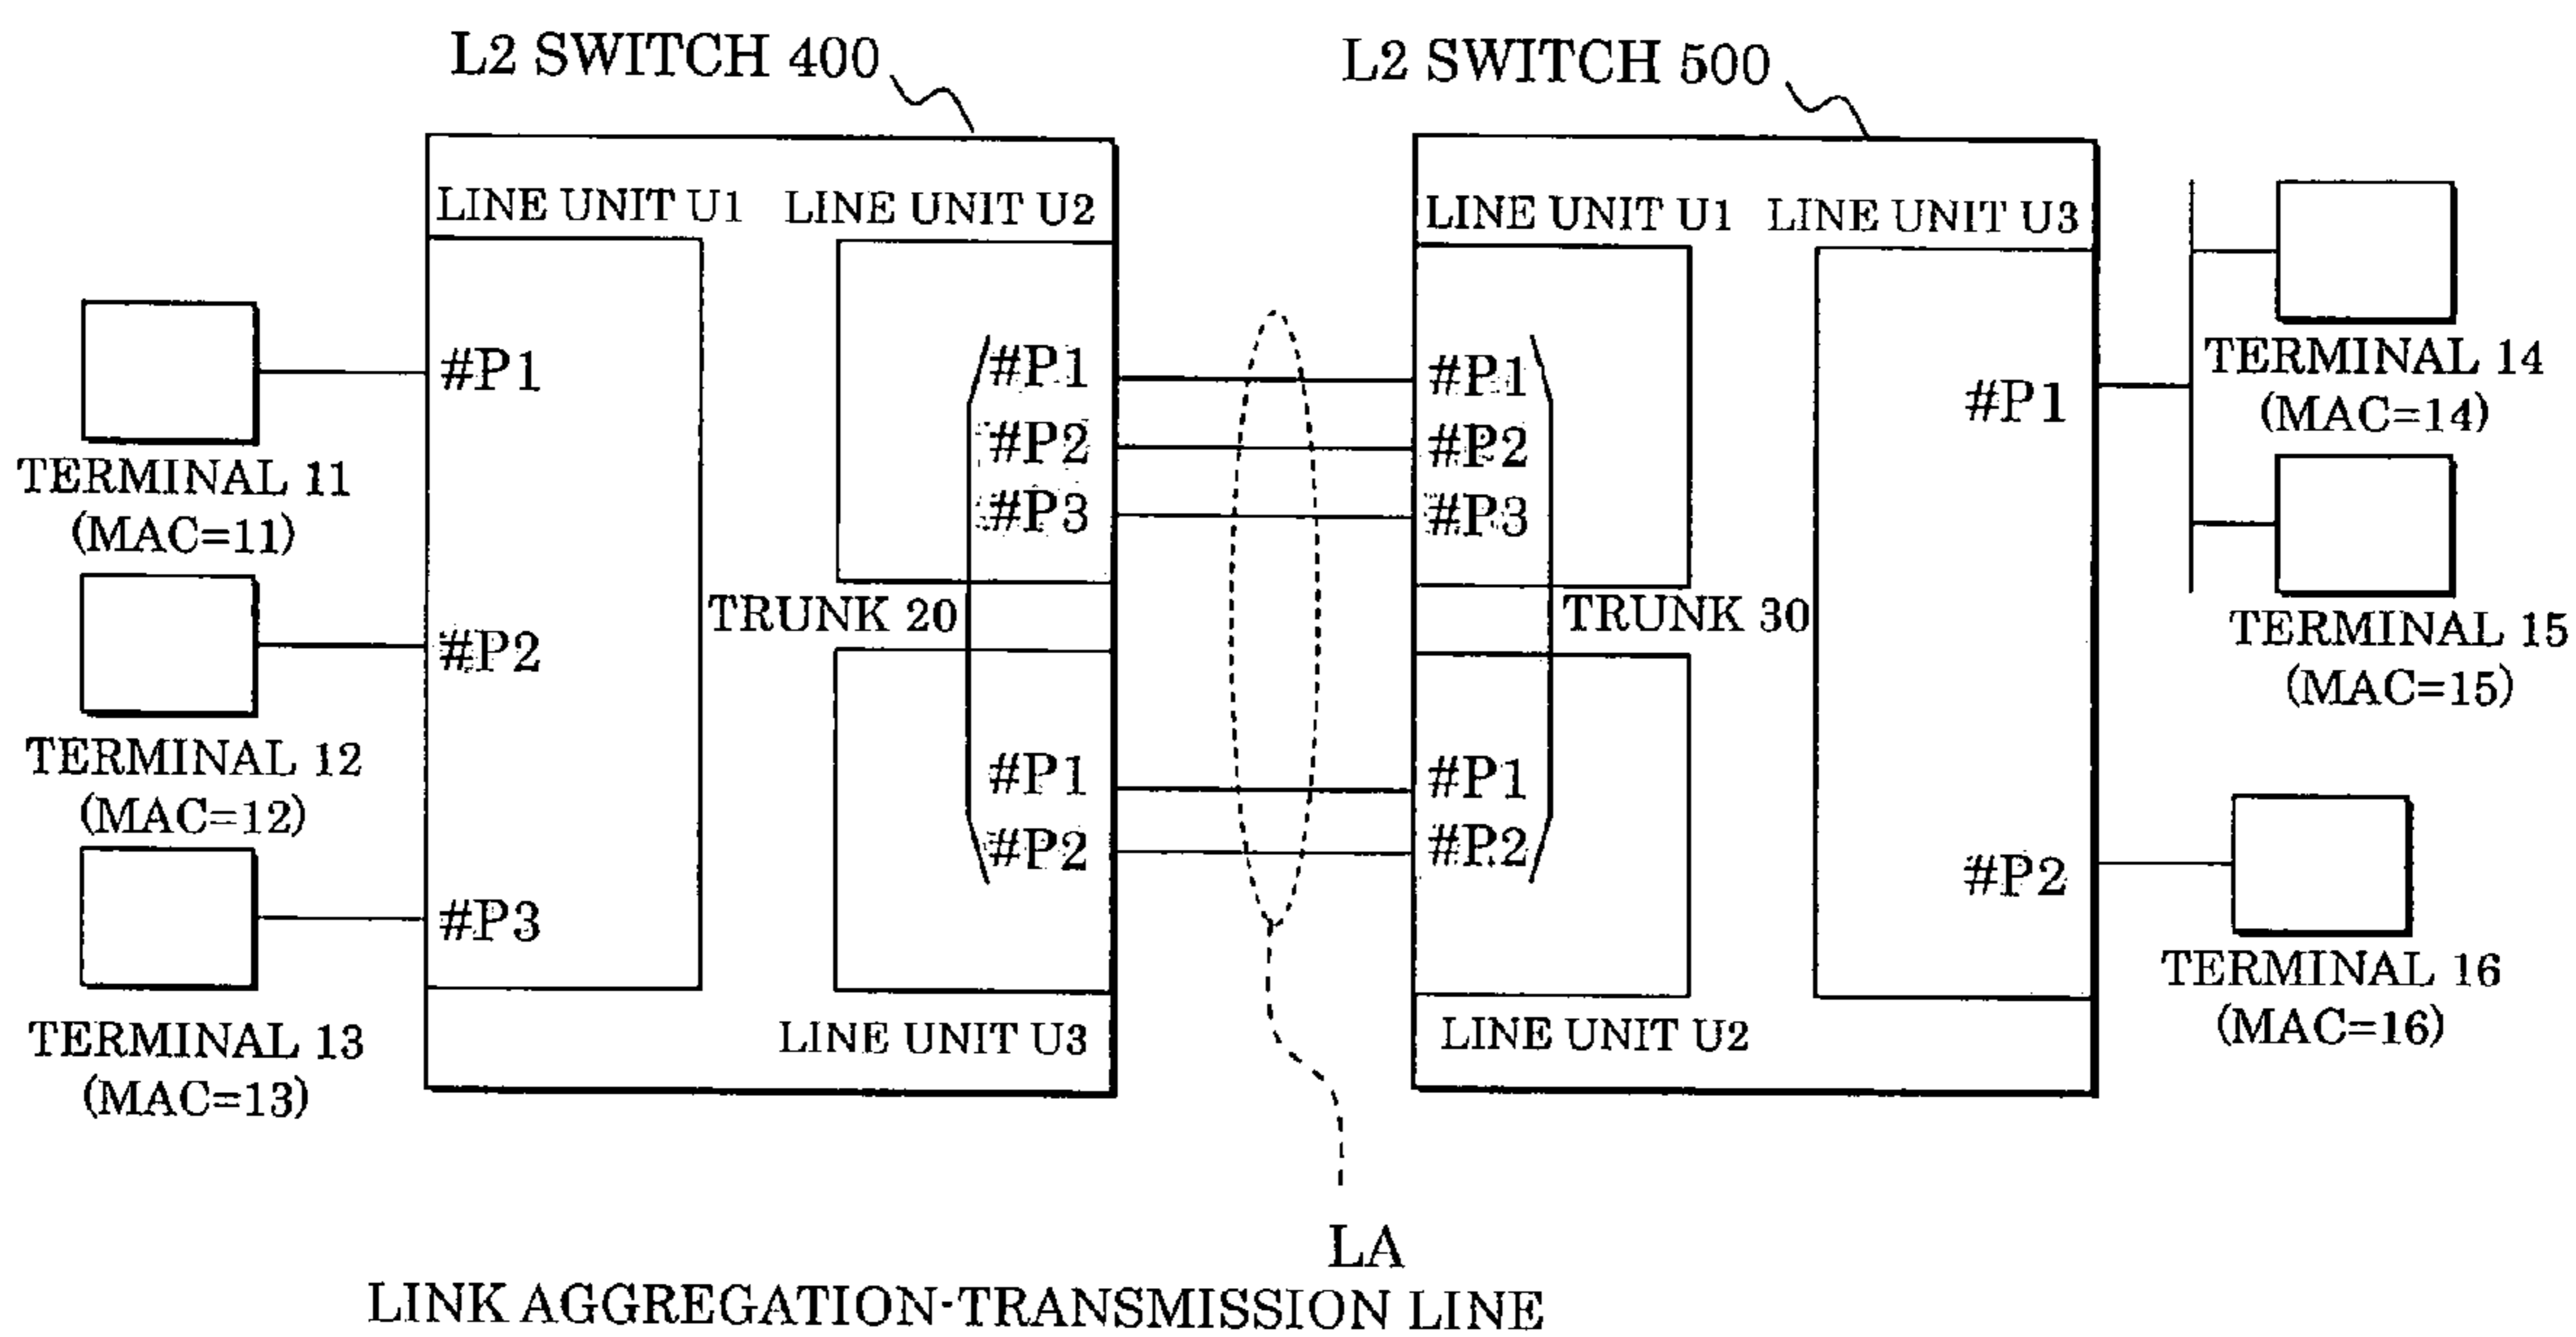 L2 SWITCH 400
L2 SWITCH 500
LINE UNIT U1
LINE UNIT U2
LINE UNIT U1
LINE UNIT U3
#P1
#P2
#P3
#P1
#P2
#P3
TRUNK 20
#P1
#P2
LINE UNIT U3
#P1
#P2
#P3
TRUNK 30
#P1
#P2
LINE UNIT U2
#P1
#P2
TERMINAL 11
(MAC=11)
TERMINAL 12
(MAC=12)
TERMINAL 13
(MAC=13)
TERMINAL 14
(MAC=14)
TERMINAL 15
(MAC=15)
TERMINAL 16
(MAC=16)
LA
LINK AGGREGATION-TRANSMISSION LINE